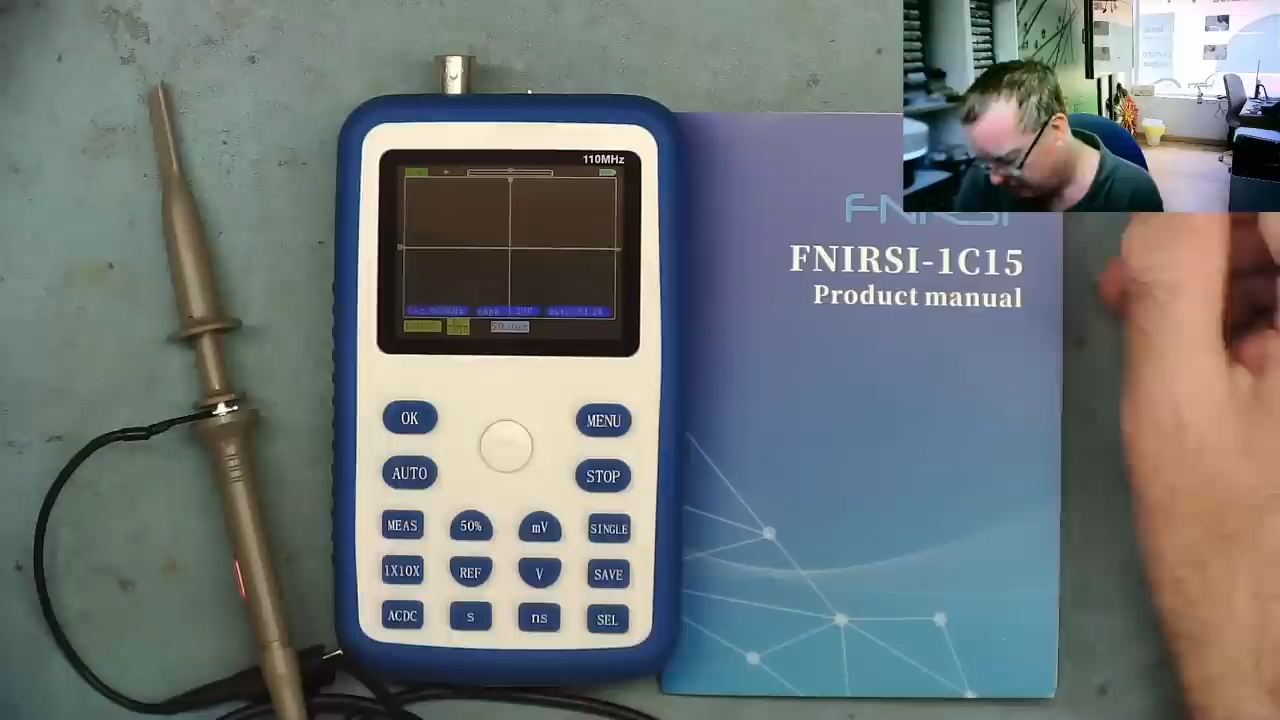 110MHz
FNIRSI
FNIRSI-1C15
Product manual
OK
MENU
AUTO
STOP
MEAS
50%
mV
SINGLE
1X10X
REF
V
SAVE
ACDC
s
ns
SEL